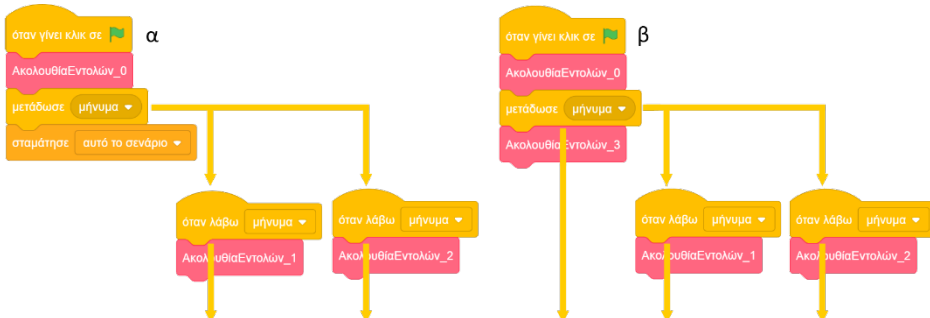 όταν γίνει κλικ σε
α
ΑκολουθίαΕντολών_0
μετάδωσε μήνυμα
σταμάτησε αυτό το σενάριο
όταν λάβω μήνυμα
ΑκολουθίαΕντολών_1
όταν λάβω μήνυμα
ΑκολουθίαΕντολών_2
όταν γίνει κλικ σε
β
ΑκολουθίαΕντολών_0
μετάδωσε μήνυμα
ΑκολουθίαΕντολών_3
όταν λάβω μήνυμα
ΑκολουθίαΕντολών_1
όταν λάβω μήνυμα
ΑκολουθίαΕντολών_2